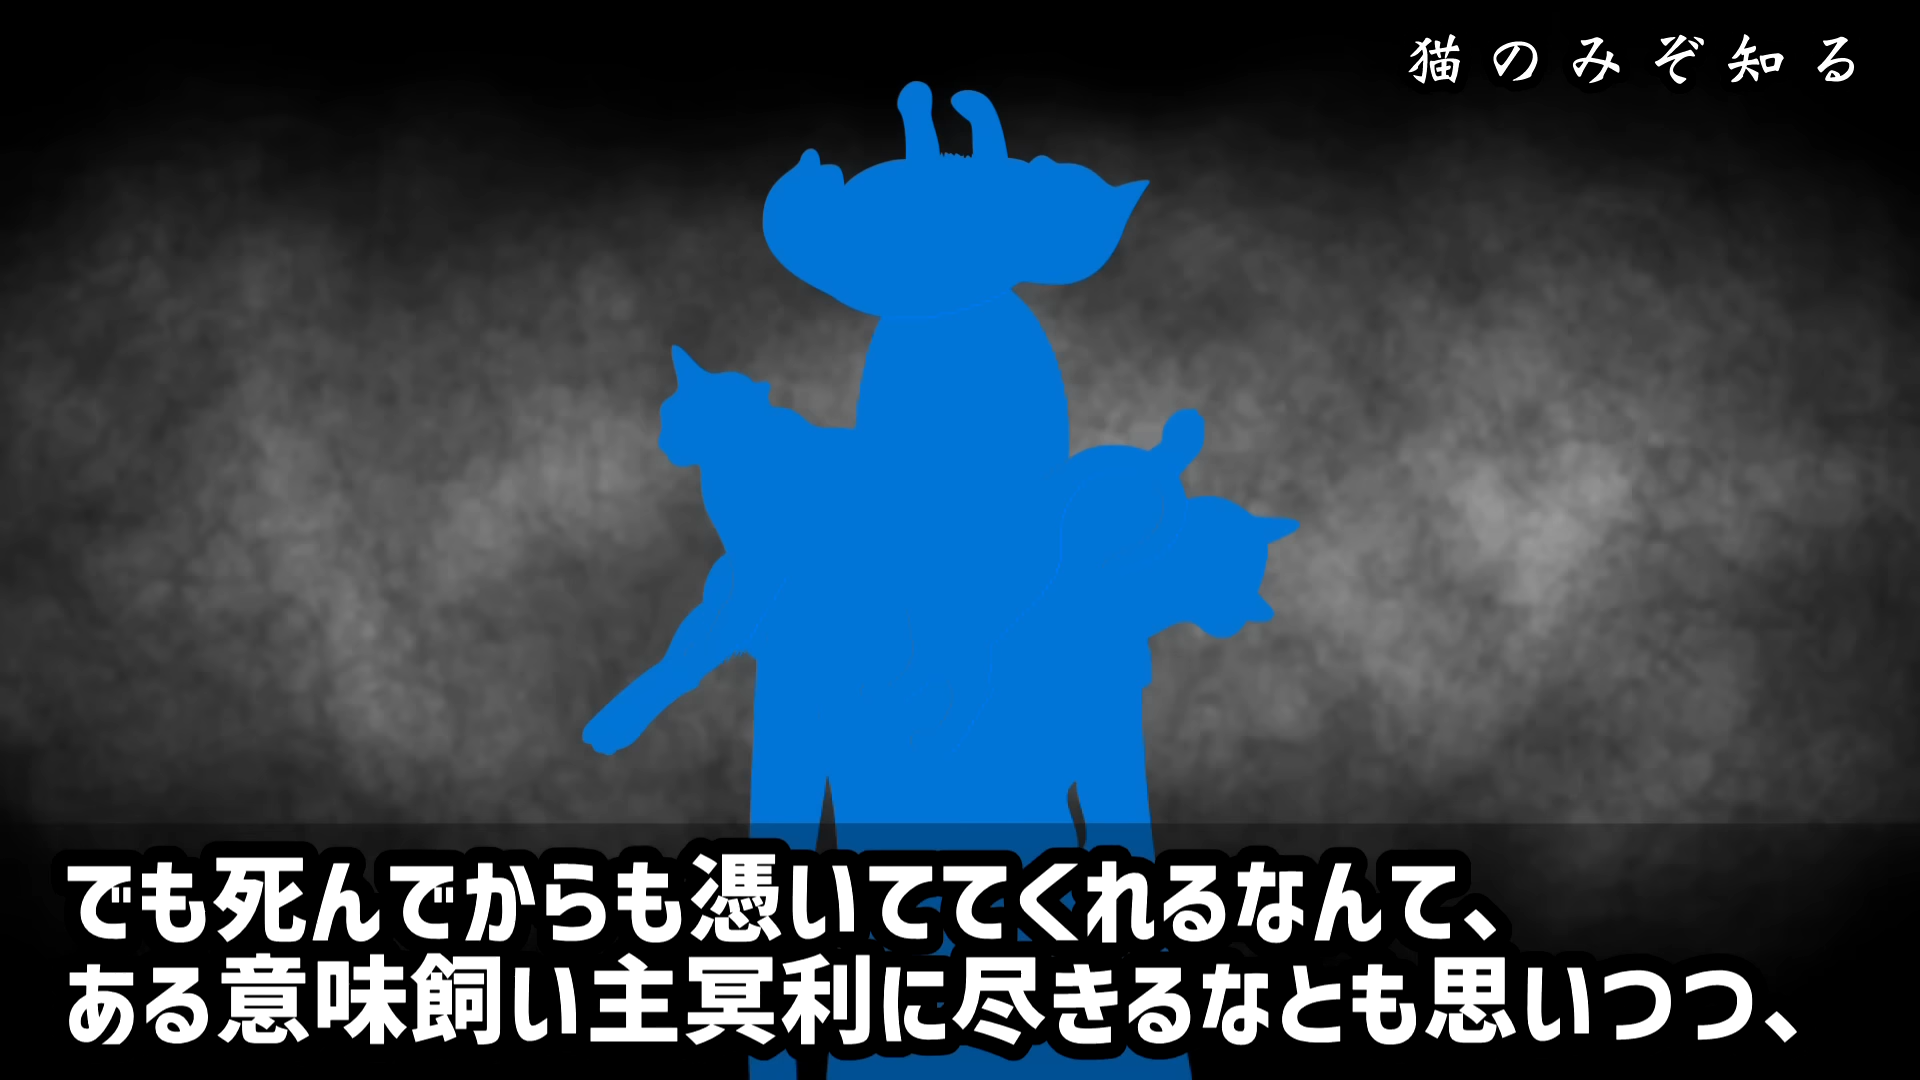 猫のみぞ知る
でも死んでからも憑いててくれるなんて、
ある意味飼い主冥利に尽きるなとも思いつつ、